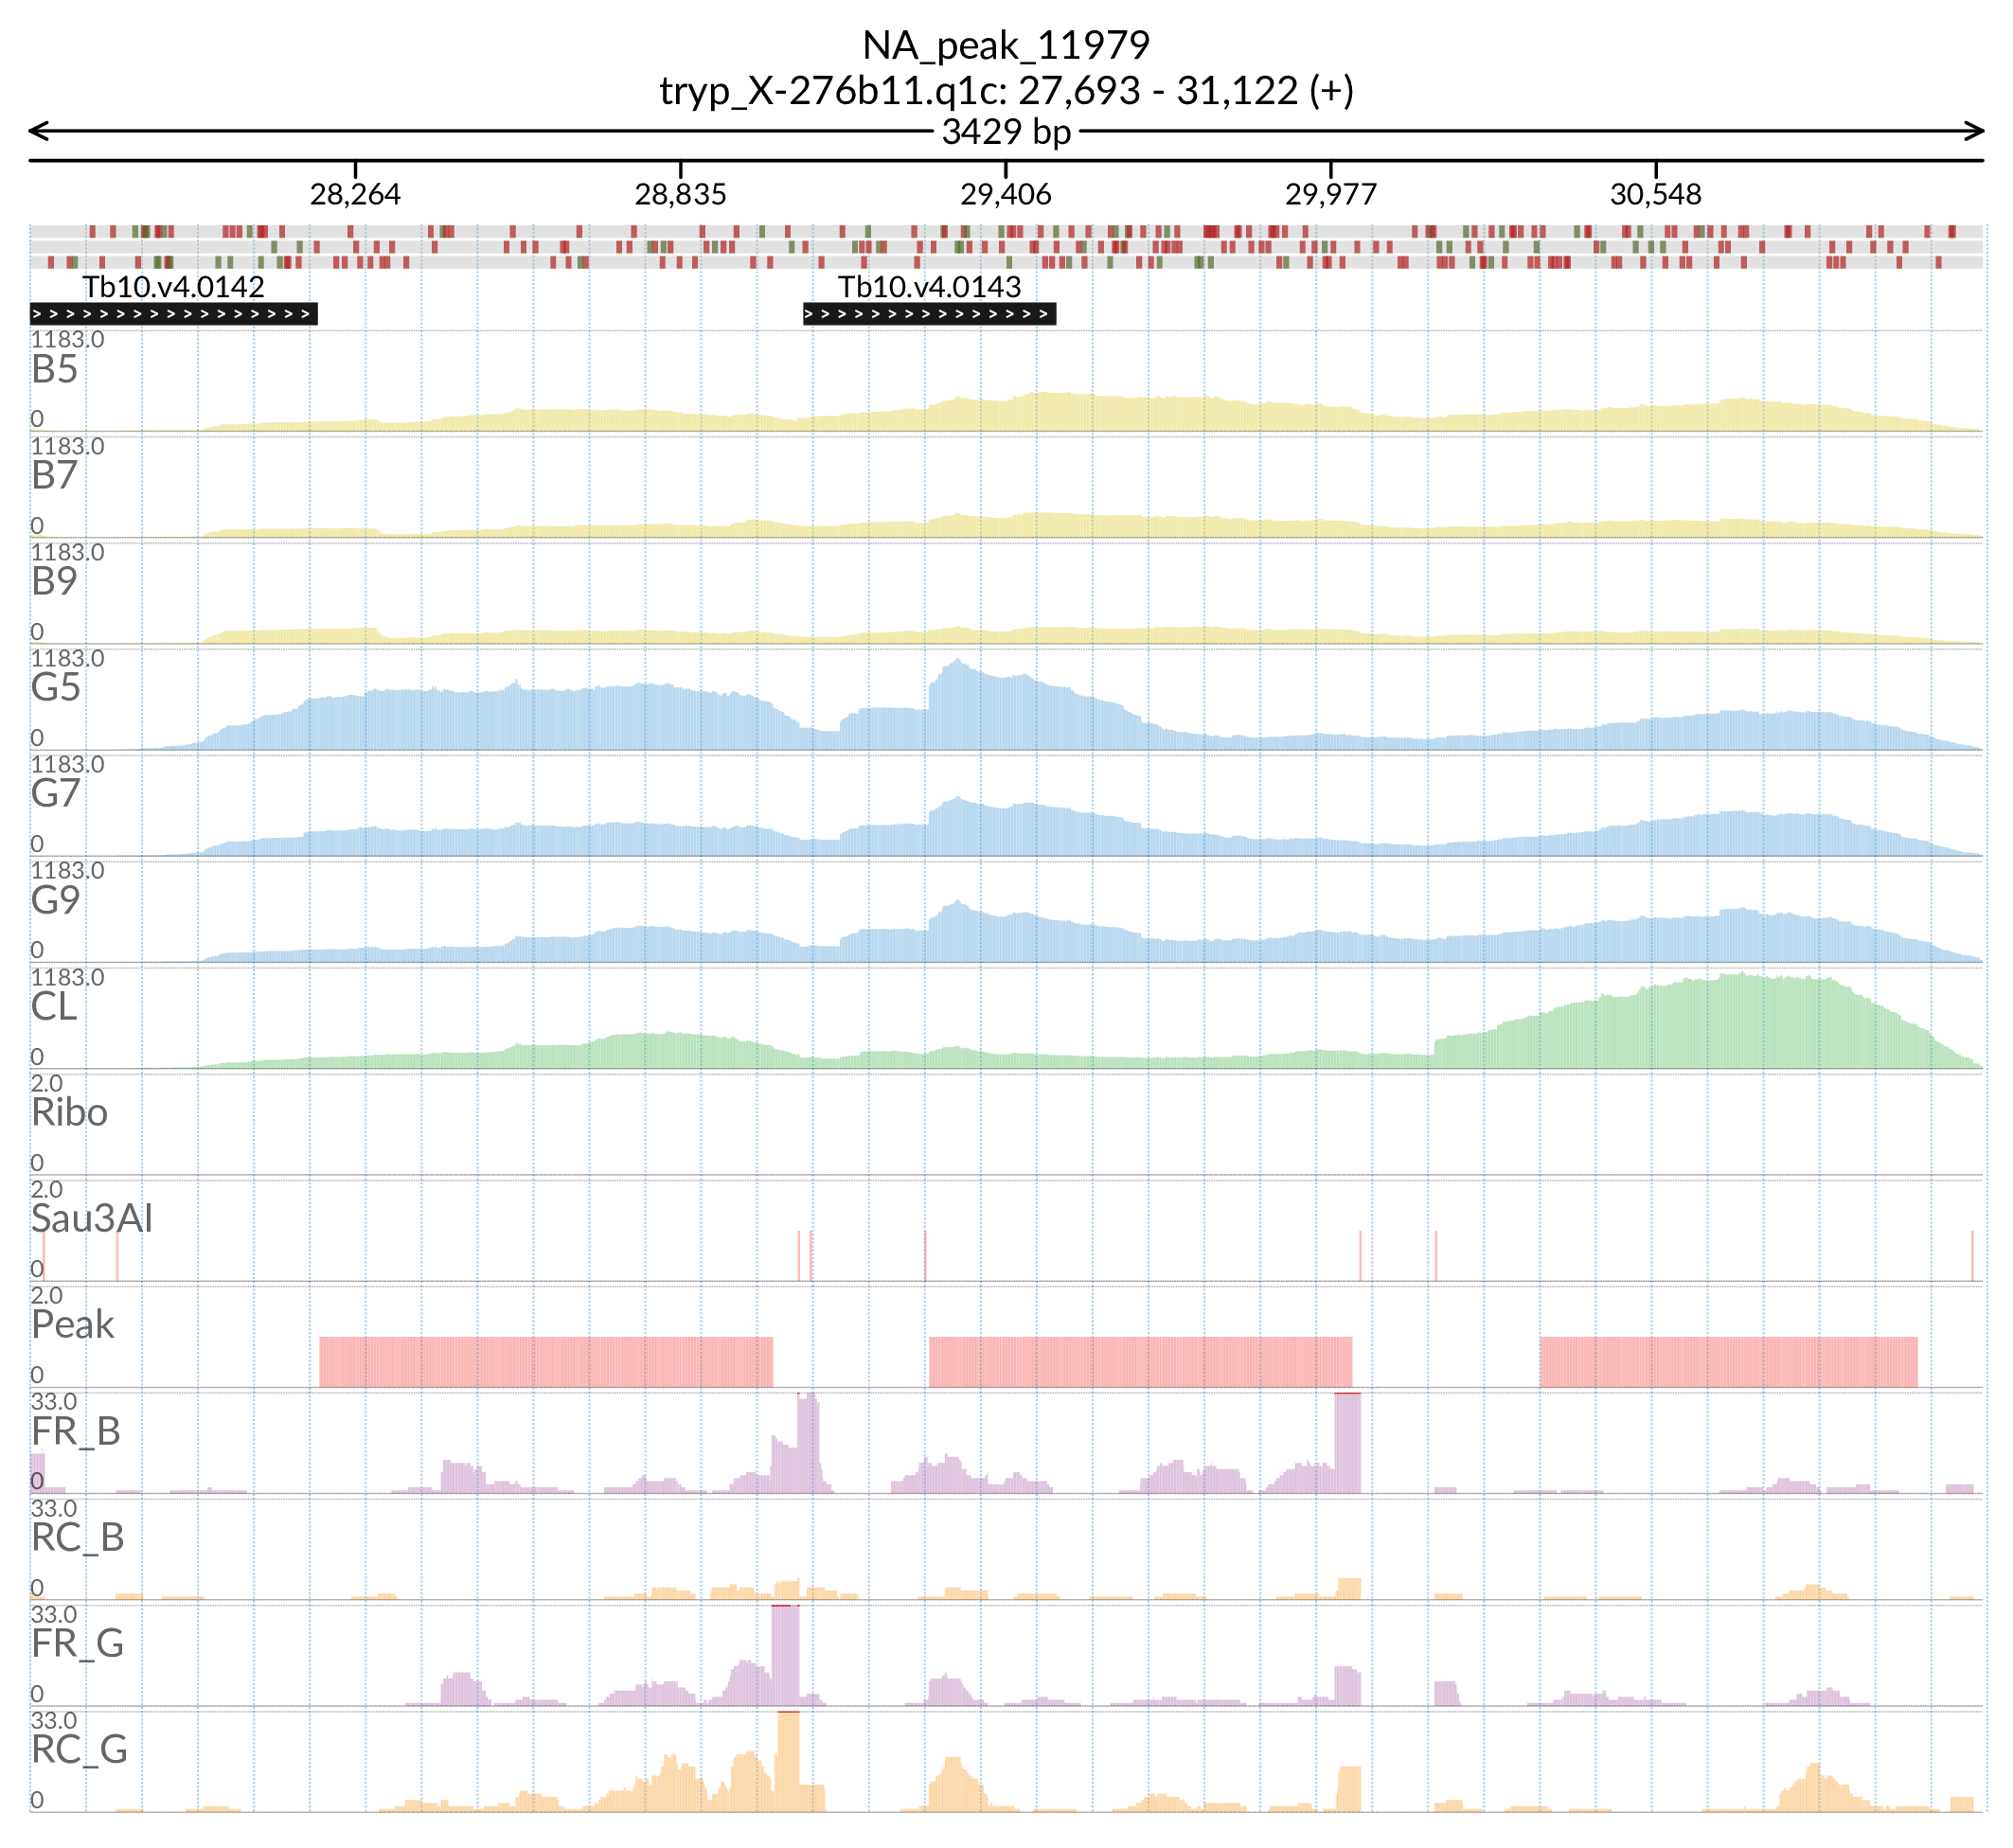 NA_peak_11979
tryp_X-276b11.q1c: 27,693 - 31,122 (+)
3429 bp
28,264 28,835 29,406 29,977 30,548
Tb10.v4.0142 Tb10.v4.0143
1183.0
B5
0
1183.0
B7
0
1183.0
B9
0
1183.0
G5
0
1183.0
G7
0
1183.0
G9
0
1183.0
CL
0
2.0
Ribo
0
2.0
Sau3AI
0
2.0
Peak
0
33.0
FR_B
0
33.0
RC_B
0
33.0
FR_G
0
33.0
RC_G
0